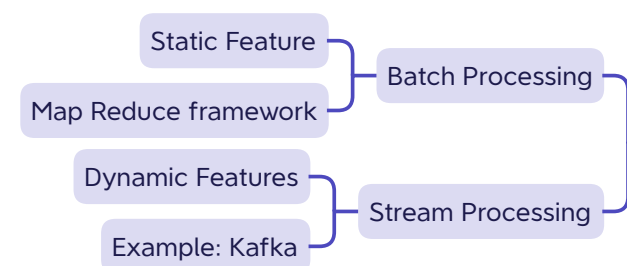 Static Feature
Batch Processing
Map Reduce framework
Dynamic Features
Stream Processing
Example: Kafka